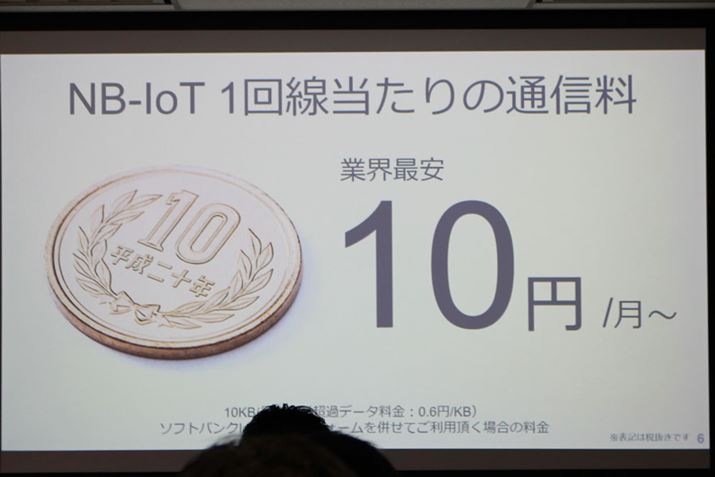 NB-IoT 1回線当たりの通信料
業界最安
10円 /月～
10
平成二十年
10KB/ 超過データ料金：0.6円/KB）
ソフトバンク ームを併せてご利用頂く場合の料金
※表記は税抜きです 6